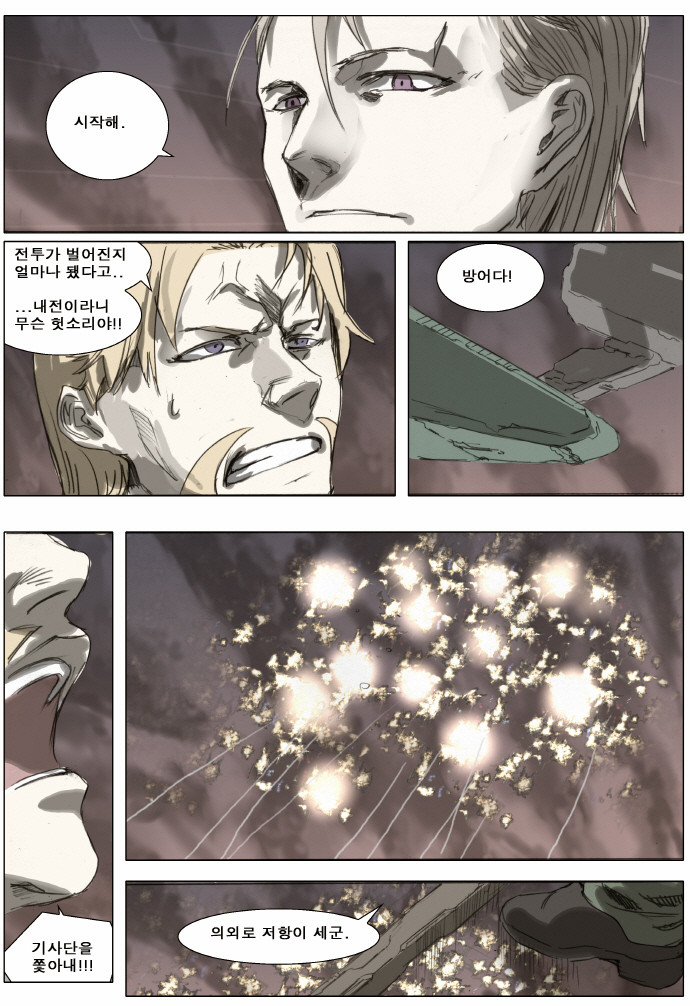 시작해.
전투가 벌어진지
얼마나 됐다고..
...내전이라니
무슨 헛소리야!!
방어다!
기사단을
쫓아내!!!
의외로 저항이 세군.